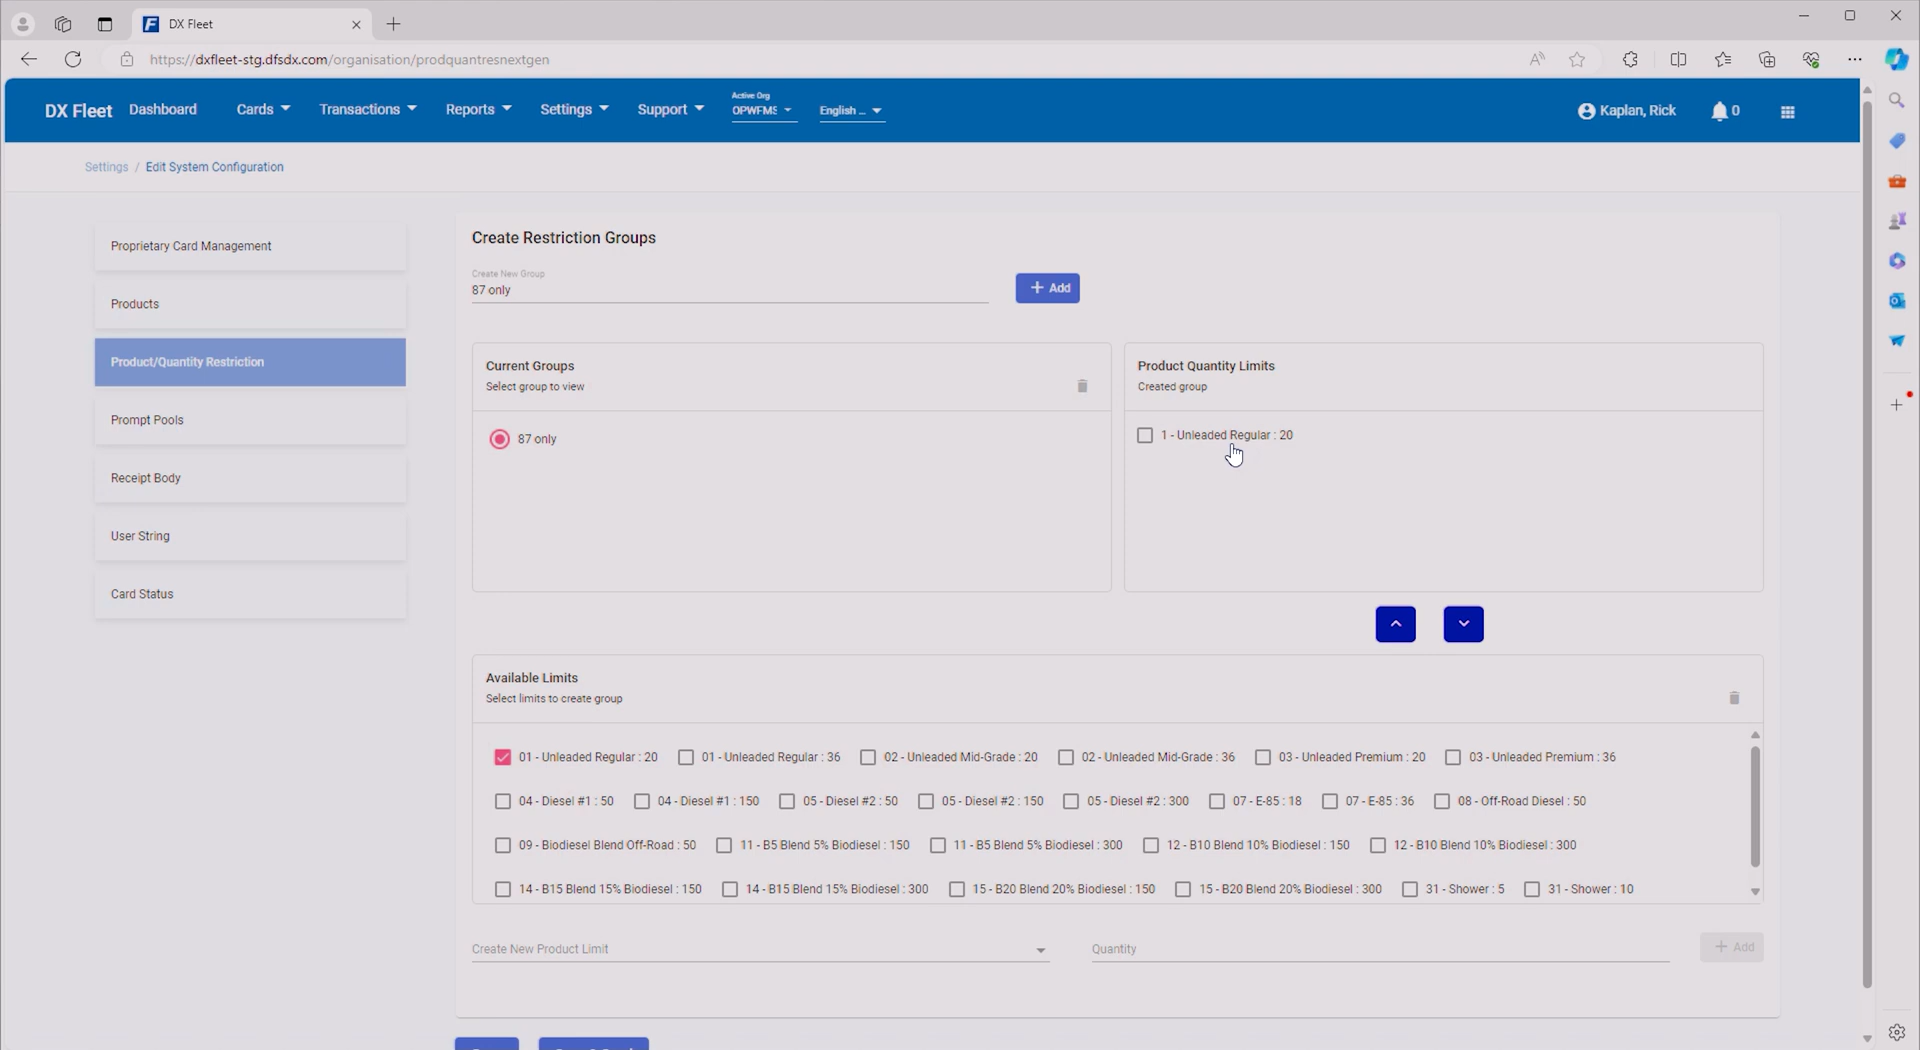 DX Fleet
https://dxfleet-stg.dfsdx.com/organisation/prodquantresnextgen
DX Fleet
Dashboard
Cards
Transactions
Reports
Settings
Support
Active Org
OPWFMS
English ...
Kaplan, Rick
0
Settings / Edit System Configuration
Proprietary Card Management
Products
Product/Quantity Restriction
Prompt Pools
Receipt Body
User String
Card Status
Create Restriction Groups
Create New Group
87 only
+ Add
Current Groups
Select group to view
87 only
Product Quantity Limits
Created group
1 - Unleaded Regular : 20
Available Limits
Select limits to create group
01 - Unleaded Regular : 20 01 - Unleaded Regular : 36 02 - Unleaded Mid-Grade : 20 02 - Unleaded Mid-Grade : 36 03 - Unleaded Premium : 20 03 - Unleaded Premium : 36
04 - Diesel #1 : 50 04 - Diesel #1 : 150 05 - Diesel #2 : 50 05 - Diesel #2 : 150 05 - Diesel #2 : 300 07 - E-85 : 18 07 - E-85 : 36 08 - Off-Road Diesel : 50
09 - Biodiesel Blend Off-Road : 50 11 - B5 Blend 5% Biodiesel : 150 11 - B5 Blend 5% Biodiesel : 300 12 - B10 Blend 10% Biodiesel : 150 12 - B10 Blend 10% Biodiesel : 300
14 - B15 Blend 15% Biodiesel : 150 14 - B15 Blend 15% Biodiesel : 300 15 - B20 Blend 20% Biodiesel : 150 15 - B20 Blend 20% Biodiesel : 300 31 - Shower : 5 31 - Shower : 10
Create New Product Limit
Quantity
+ Add